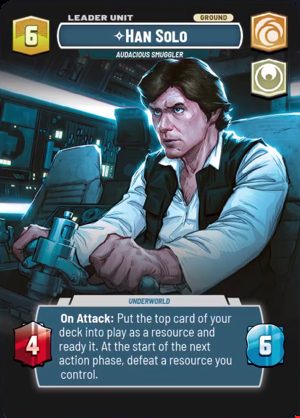 LEADER UNIT
GROUND
6
✧HAN SOLO
AUDACIOUS SMUGGLER
UNDERWORLD
On Attack: Put the top card of your
deck into play as a resource and
ready it. At the start of the next
action phase, defeat a resource you
control.
4
6